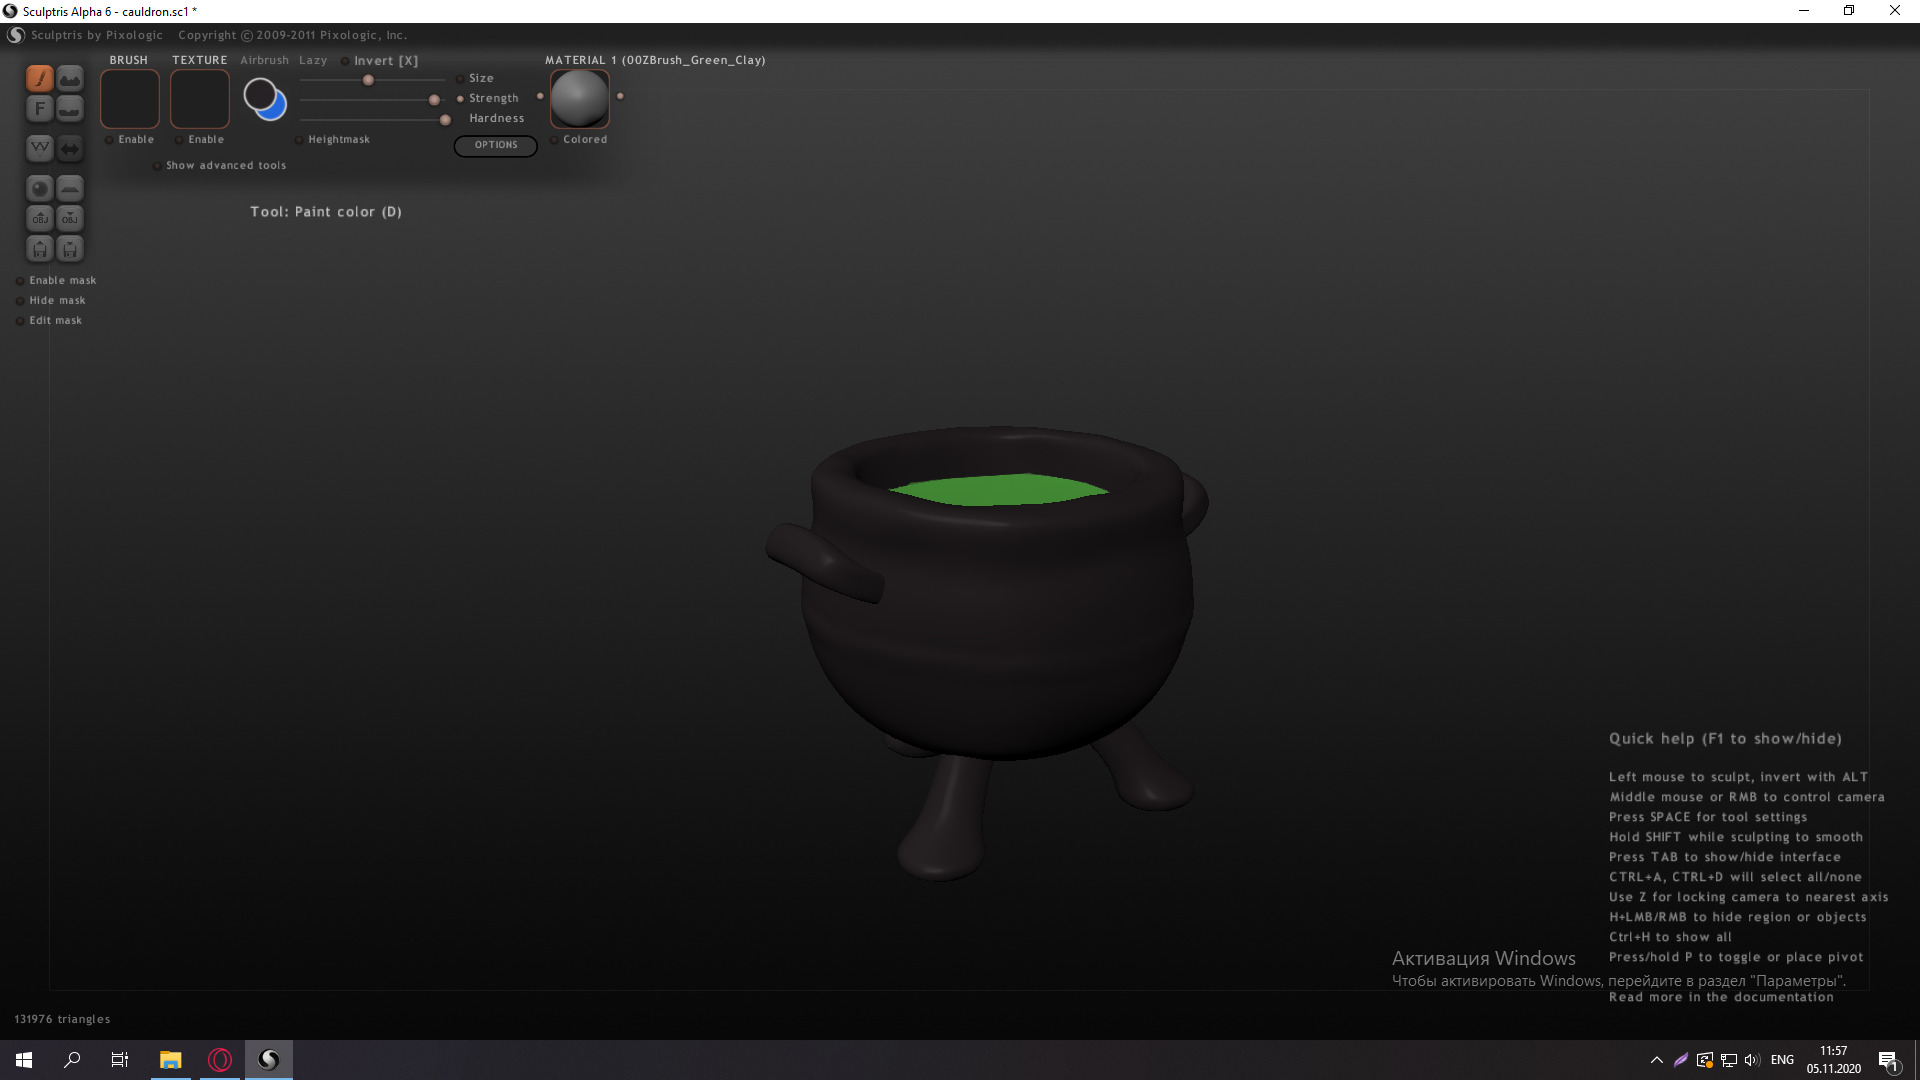 Sculptris Alpha 6 - cauldron.sc1 *
Sculptris by Pixologic Copyright © 2009-2011 Pixologic, Inc.
BRUSH TEXTURE Airbrush Lazy Invert [X] MATERIAL 1 (00ZBrush_Green_Clay)
Size
Strength
Hardness
F
Enable Enable Heightmask OPTIONS Colored
Show advanced tools
Tool: Paint color (D)
OBJ OBJ
Enable mask
Hide mask
Edit mask
Quick help (F1 to show/hide)
Left mouse to sculpt, invert with ALT
Middle mouse or RMB to control camera
Press SPACE for tool settings
Hold SHIFT while sculpting to smooth
Press TAB to show/hide interface
CTRL+A, CTRL+D will select all/none
Use Z for locking camera to nearest axis
H+LMB/RMB to hide region or objects
Ctrl+H to show all
Press/hold P to toggle or place pivot
Активация Windows
Чтобы активировать Windows, перейдите в раздел "Параметры".
Read more in the documentation
131976 triangles
ENG
11:57
05.11.2020
1